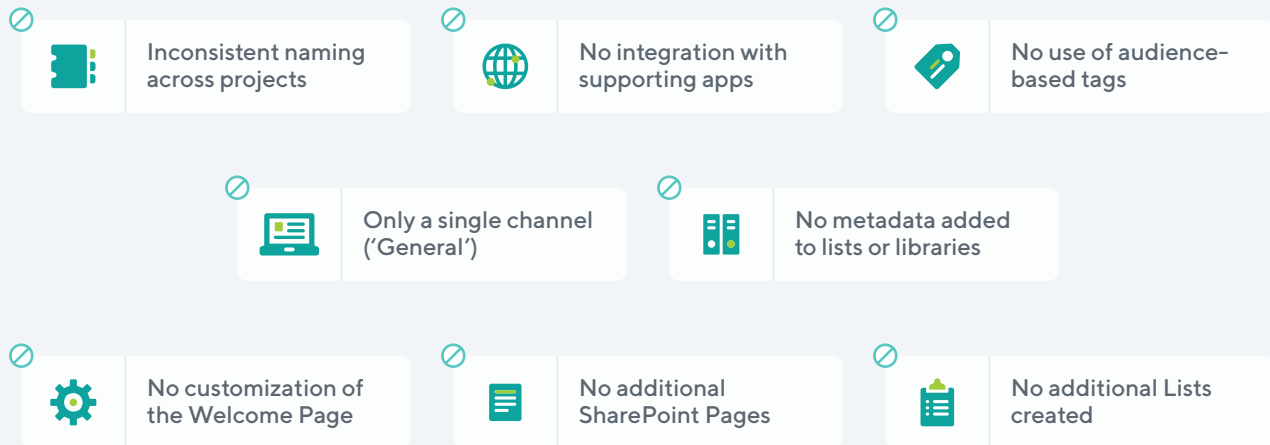 Inconsistent naming
across projects
No integration with
supporting apps
No use of audience-
based tags
Only a single channel
(‘General’)
No metadata added
to lists or libraries
No customization of
the Welcome Page
No additional
SharePoint Pages
No additional Lists
created